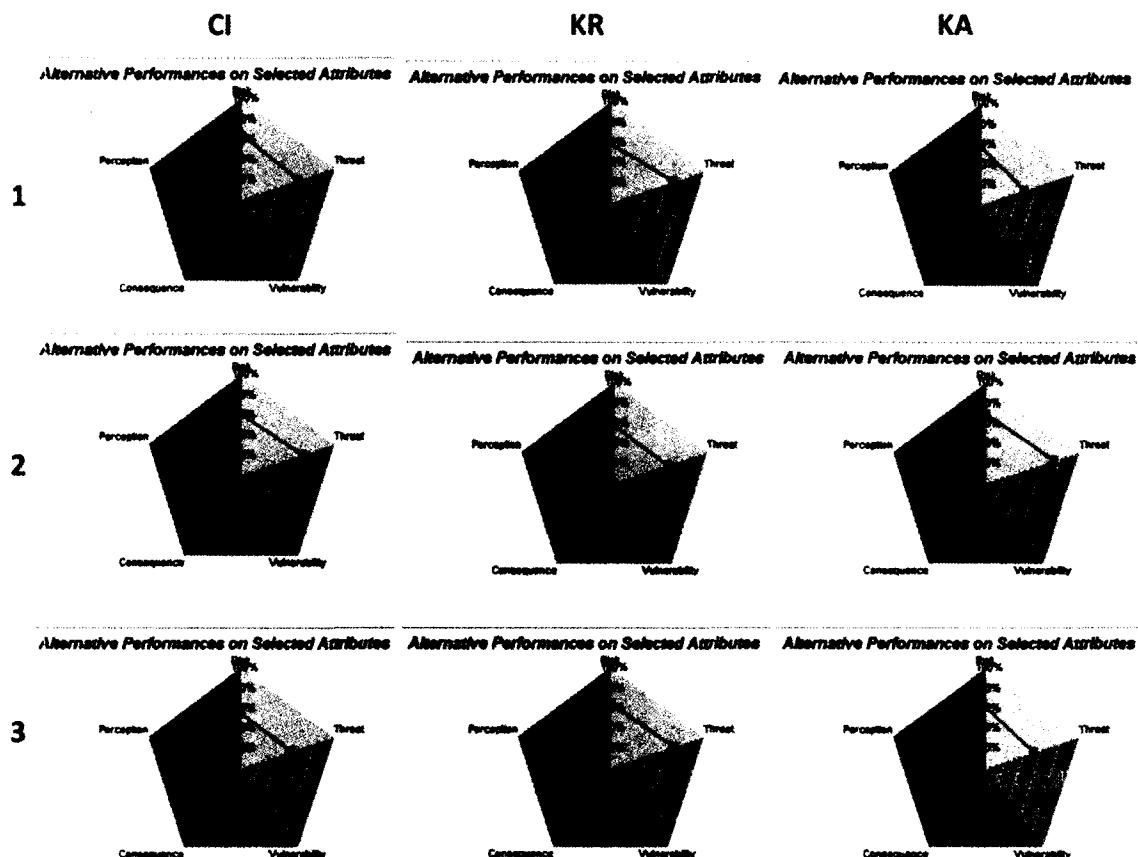 CI KR KA
Alternative Performances on Selected Attributes Alternative Performances on Selected Attributes Alternative Performances on Selected Attributes
Perception Threat Perception Threat Perception Threat
1
Consequence Vulnerability Consequence Vulnerability Consequence Vulnerability
Alternative Performances on Selected Attributes Alternative Performances on Selected Attributes Alternative Performances on Selected Attributes
Perception Threat Perception Threat Perception Threat
2
Consequence Vulnerability Consequence Vulnerability Consequence Vulnerability
Alternative Performances on Selected Attributes Alternative Performances on Selected Attributes Alternative Performances on Selected Attributes
Perception Threat Perception Threat Perception Threat
3
Consequence Vulnerability Consequence Vulnerability Consequence Vulnerability